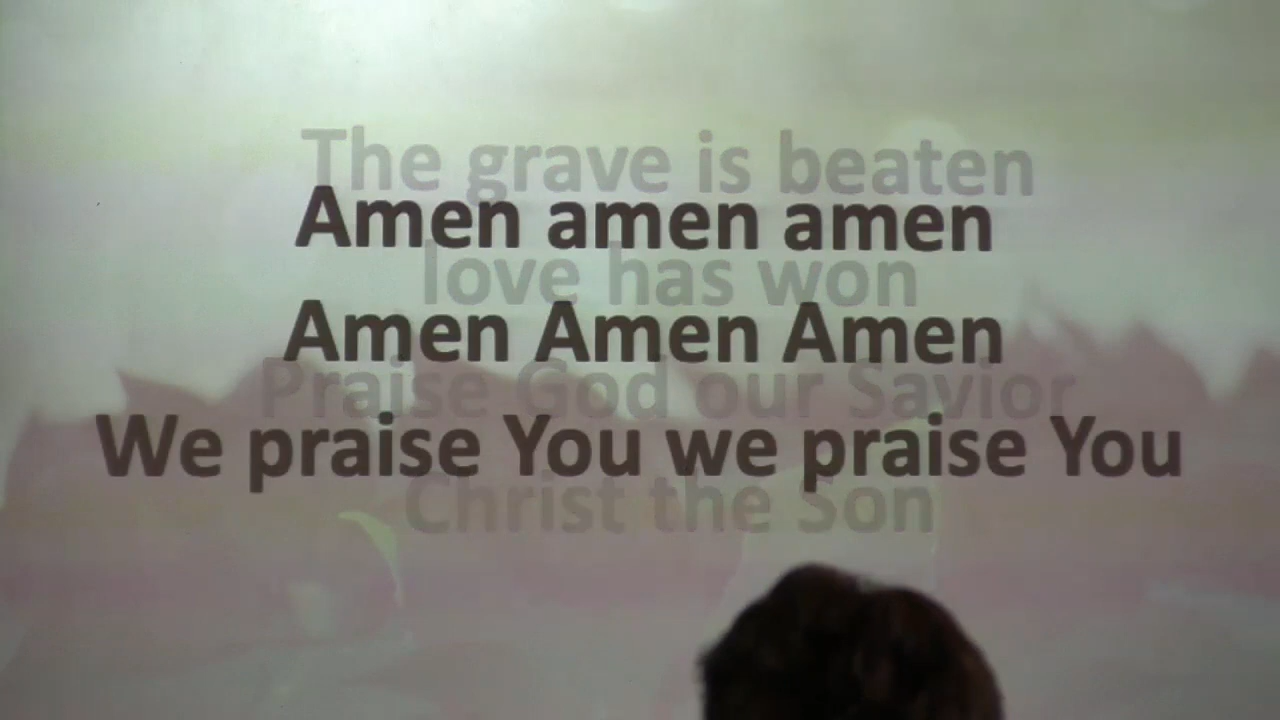 The grave is beaten
Amen amen amen
love has won
Amen Amen Amen
Praise God our Savior
We praise You we praise You
Christ the Son